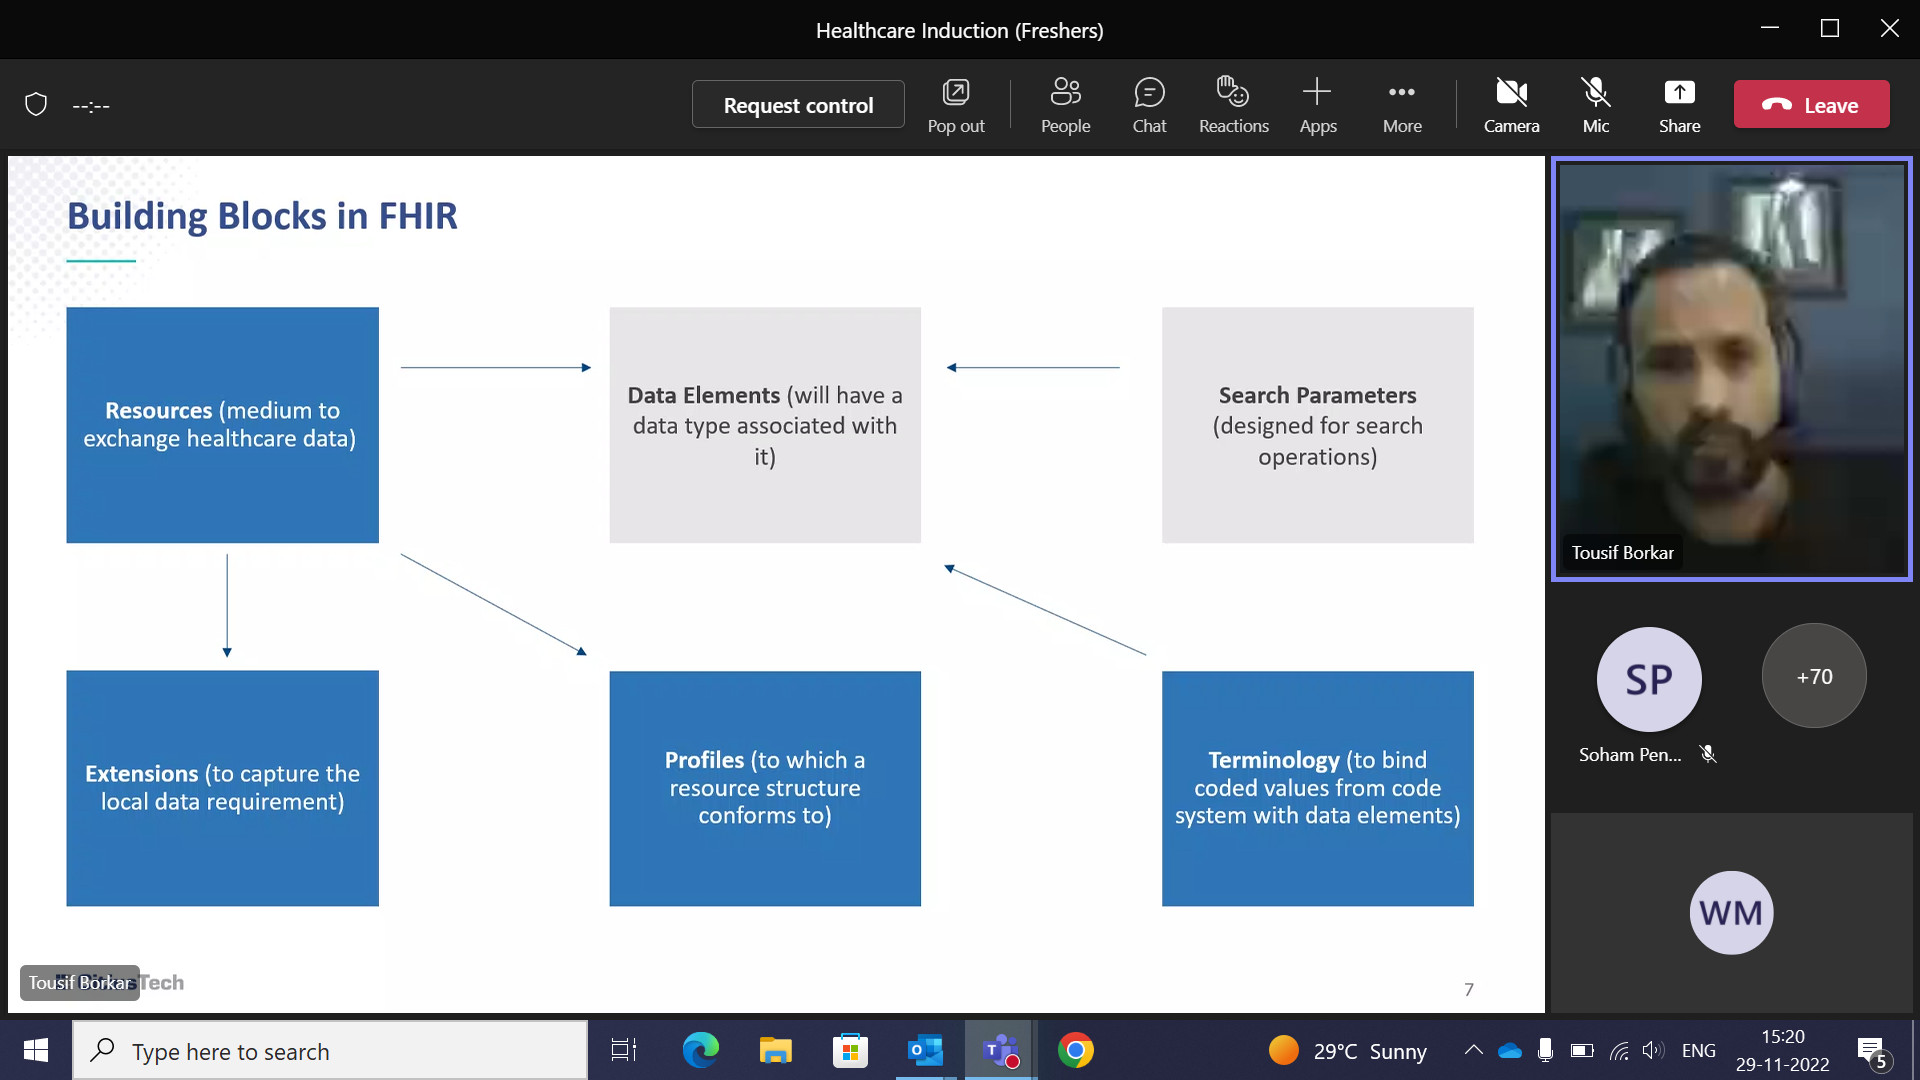 Healthcare Induction (Freshers)
--:--
Request control
Pop out
People
Chat
Reactions
Apps
More
Camera
Mic
Share
Leave
Building Blocks in FHIR
Resources (medium to
exchange healthcare data)
Data Elements (will have a
data type associated with
it)
Search Parameters
(designed for search
operations)
Extensions (to capture the
local data requirement)
Profiles (to which a
resource structure
conforms to)
Terminology (to bind
coded values from code
system with data elements)
Tousif Borkar
Tech
7
Tousif Borkar
SP
+70
Soham Pen...
WM
Type here to search
29°C Sunny
ENG
15:20
29-11-2022
5